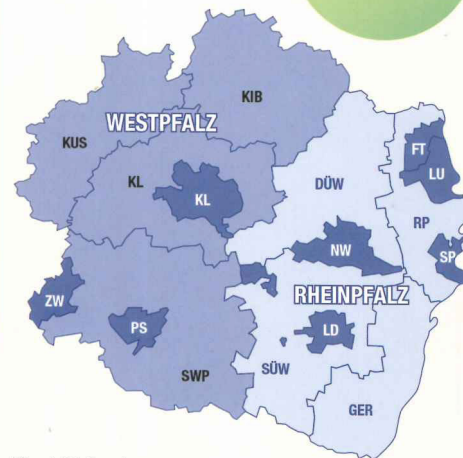 KIB
WESTPFALZ
KUS
FT
LU
KL
KL
DÜW
RP
NW
SP
ZW
RHEINPFALZ
PS
LD
SÜW
SWP
GER